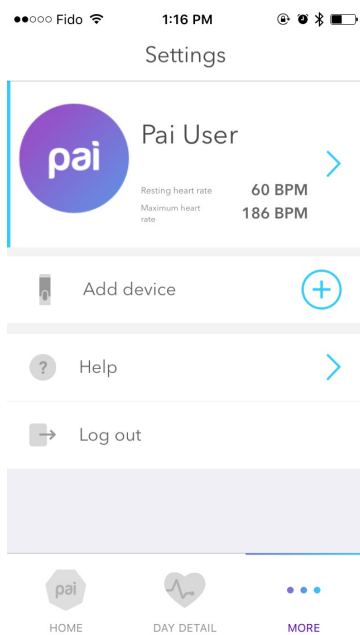 Fido 1:16 PM
Settings
pai
Pai User
Resting heart rate 60 BPM
Maximum heart rate 186 BPM
Add device
?
Help
Log out
pai
HOME DAY DETAIL MORE